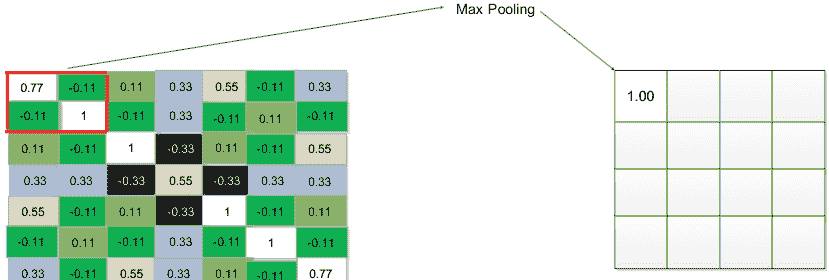 Max Pooling
0.77 -0.11 0.11 0.33 0.55 -0.11 0.33
-0.11 1 -0.11 0.33 -0.11 0.11 -0.11
0.11 -0.11 1 -0.33 0.11 -0.11 0.55
0.33 0.33 -0.33 0.55 -0.33 0.33 0.33
0.55 -0.11 0.11 -0.33 1 -0.11 0.11
-0.11 0.11 -0.11 0.33 -0.11 1 -0.11
0.33 -0.11 0.55 0.33 0.11 -0.11 0.77
1.00